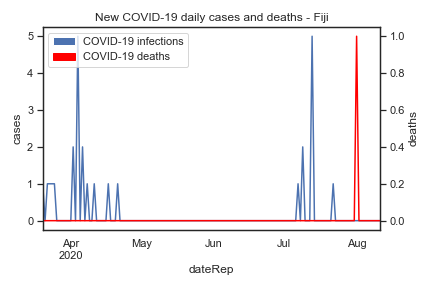 New COVID-19 daily cases and deaths - Fiji
COVID-19 infections
COVID-19 deaths
5
4
3
2
1
0
cases
1.0
0.8
0.6
0.4
0.2
0.0
deaths
Apr May Jun Jul Aug
2020
dateRep